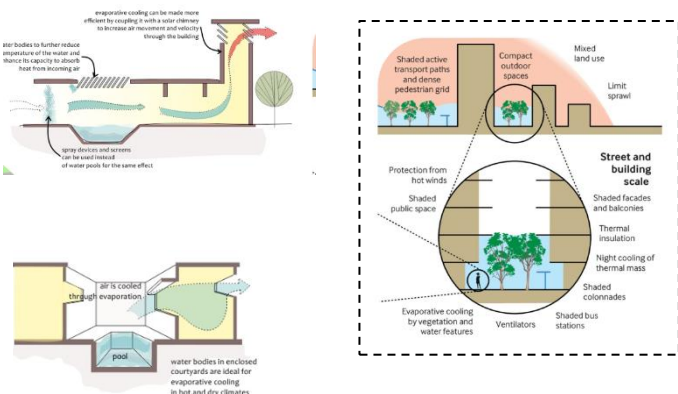 evaporative cooling can be made more
efficient by coupling it with a solar chimney
to increase air movement and velocity
through the building
ter bodies to further reduce
mperature of the water and
nhance its capacity to absorb
heat from incoming air
spray devices and screens
can be used instead
of water pools for the same effect
air is cooled
through evaporation
pool
water bodies in enclosed
courtyards are ideal for
evaporative cooling
in hot and dry climates
Shaded active
transport paths
and dense
pedestrian grid
Compact
outdoor
spaces
Mixed
land use
Limit
sprawl
Street and
building
scale
Protection from
hot winds
Shaded
public space
Shaded facades
and balconies
Thermal
insulation
Night cooling of
thermal mass
Shaded
colonnades
Evaporative cooling
by vegetation and
water features
Ventilators
Shaded bus
stations